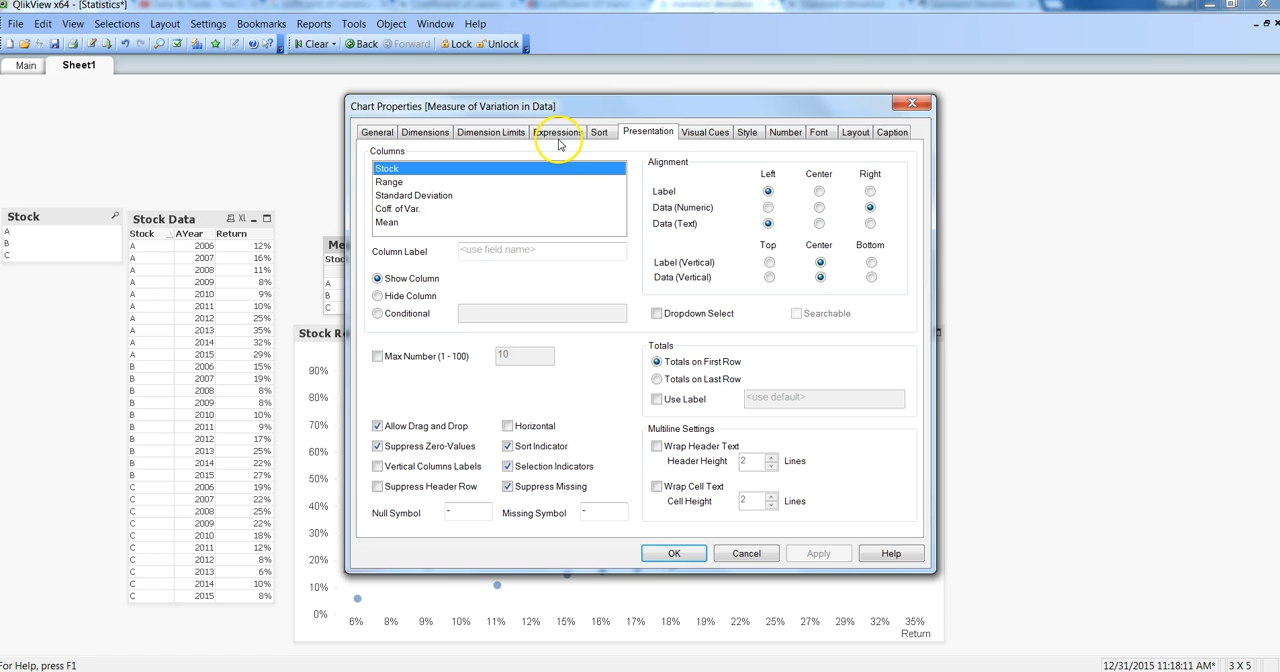 QlikView x64 - [Statistics*]
File Edit View Selections Layout Settings Bookmarks Reports Tools Object Window Help
Clear Back Forward Lock Unlock
Main Sheet1
Chart Properties [Measure of Variation in Data]
General Dimensions Dimension Limits Expressions Sort Presentation Visual Cues Style Number Font Layout Caption
Columns
Stock
Range
Standard Deviation
Coff. of Var.
Mean
Column Label <use field name>
Show Column
Hide Column
Conditional
Alignment
Left Center Right
Label
Data (Numeric)
Data (Text)
Top Center Bottom
Label (Vertical)
Data (Vertical)
Dropdown Select Searchable
Max Number (1 - 100) 10
Totals
Totals on First Row
Totals on Last Row
Use Label <use default>
Allow Drag and Drop Horizontal
Suppress Zero-Values Sort Indicator
Vertical Columns Labels Selection Indicators
Suppress Header Row Suppress Missing
Null Symbol - Missing Symbol -
Multiline Settings
Wrap Header Text
Header Height 2 Lines
Wrap Cell Text
Cell Height 2 Lines
OK Cancel Apply Help
Stock
A
B
C
Stock Data XL
Stock AYear Return
A 2006 12%
A 2007 16%
A 2008 11%
A 2009 8%
A 2010 9%
A 2011 10%
A 2012 25%
A 2013 35%
A 2014 32%
A 2015 29%
B 2006 15%
B 2007 19%
B 2008 8%
B 2009 8%
B 2010 10%
B 2011 9%
B 2012 17%
B 2013 25%
B 2014 22%
B 2015 27%
C 2006 19%
C 2007 22%
C 2008 25%
C 2009 22%
C 2010 18%
C 2011 12%
C 2012 8%
C 2013 6%
C 2014 10%
C 2015 8%
Me
Stoc
A
B
C
Stock R
90%
80%
70%
60%
50%
40%
30%
20%
10%
0%
6% 8% 8% 9% 10% 11% 12% 15% 16% 17% 18% 19% 22% 22% 25% 27% 29% 32% 35%
Return
For Help, press F1 12/31/2015 11:18:11 AM* 3 X 5